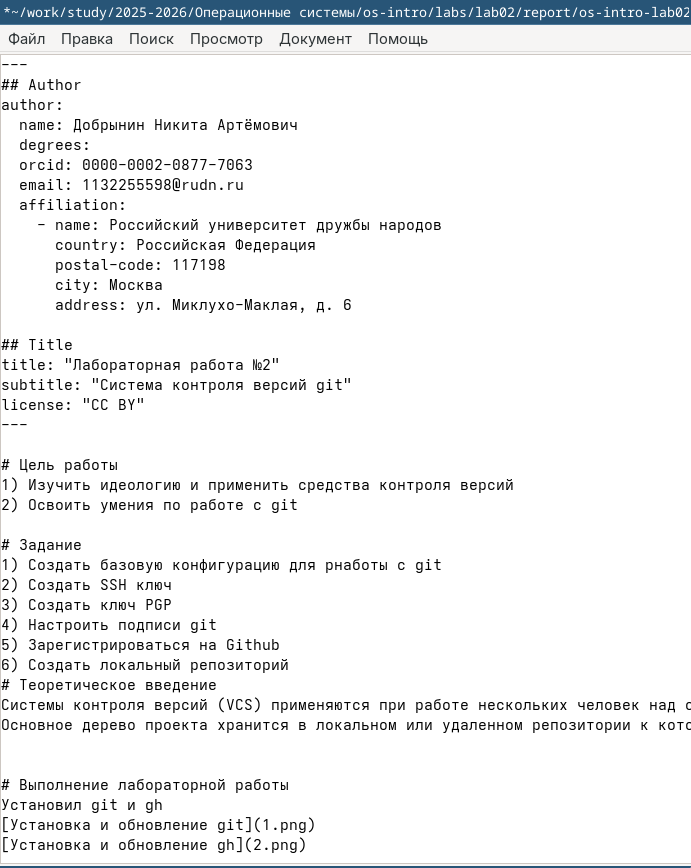 *~/work/study/2025-2026/Операционные системы/os-intro/labs/lab02/report/os-intro-lab02
Файл Правка Поиск Просмотр Документ Помощь
---
## Author
author:
  name: Добрынин Никита Артёмович
  degrees:
  orcid: 0000-0002-0877-7063
  email: 1132255598@rudn.ru
  affiliation:
    - name: Российский университет дружбы народов
      country: Российская Федерация
      postal-code: 117198
      city: Москва
      address: ул. Миклухо-Маклая, д. 6
## Title
title: "Лабораторная работа №2"
subtitle: "Система контроля версий git"
license: "CC BY"
---
# Цель работы
1) Изучить идеологию и применить средства контроля версий
2) Освоить умения по работе с git
# Задание
1) Создать базовую конфигурацию для рнаботы с git
2) Создать SSH ключ
3) Создать ключ PGP
4) Настроить подписи git
5) Зарегистрироваться на Github
6) Создать локальный репозиторий
# Теоретическое введение
Системы контроля версий (VCS) применяются при работе нескольких человек над
Основное дерево проекта хранится в локальном или удаленном репозитории к
# Выполнение лабораторной работы
Установил git и gh
[Установка и обновление git](1.png)
[Установка и обновление gh](2.png)